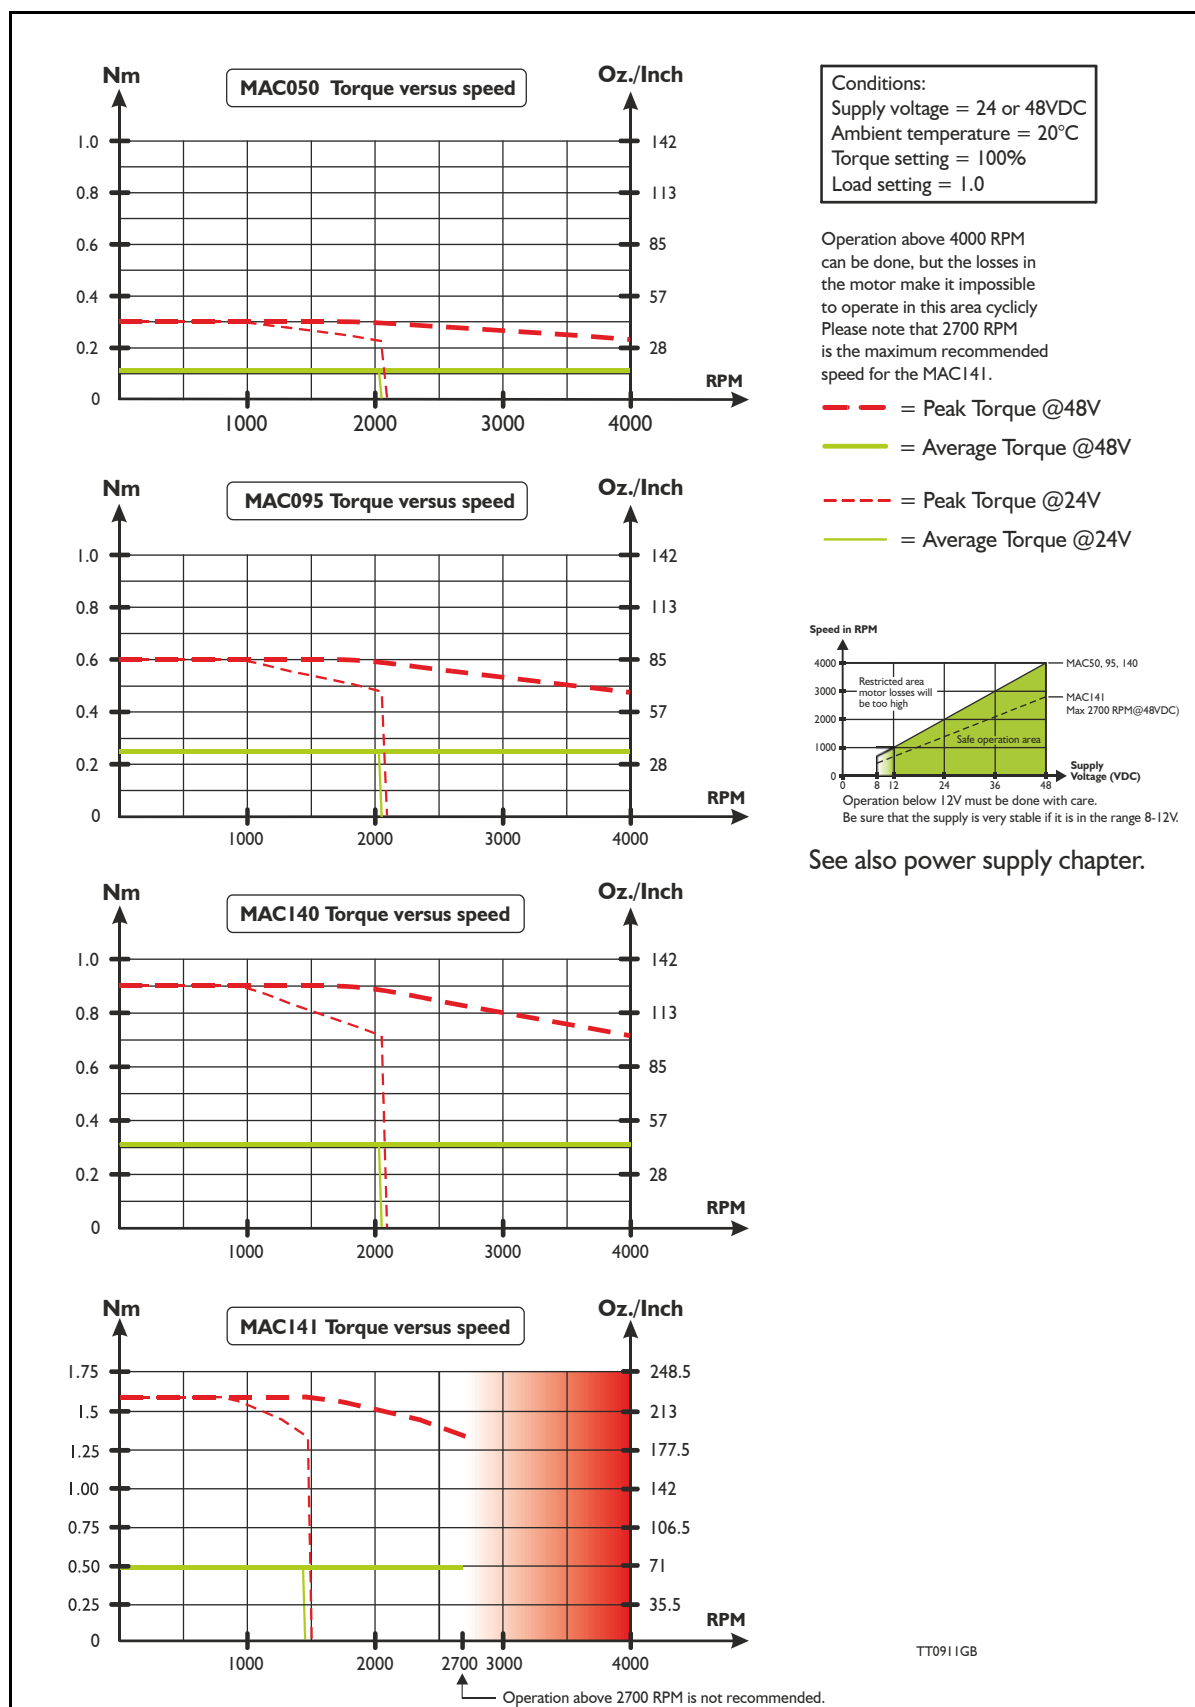 Nm
MAC050 Torque versus speed
Oz./Inch
1.0
0.8
0.6
0.4
0.2
0
142
113
85
57
28
RPM
1000
2000
3000
4000
Conditions:
Supply voltage = 24 or 48VDC
Ambient temperature = 20°C
Torque setting = 100%
Load setting = 1.0
Operation above 4000 RPM
can be done, but the losses in
the motor make it impossible
to operate in this area cyclicly
Please note that 2700 RPM
is the maximum recommended
speed for the MAC141.
= Peak Torque @48V
= Average Torque @48V
= Peak Torque @24V
= Average Torque @24V
Nm
MAC095 Torque versus speed
Oz./Inch
1.0
0.8
0.6
0.4
0.2
0
142
113
85
57
28
RPM
1000
2000
3000
4000
Speed in RPM
4000
3000
2000
1000
0
Restricted area
motor losses will
be too high
Safe operation area
MAC50, 95, 140
MAC141
Max 2700 RPM@48VDC)
0
8
12
24
36
48
Supply
Voltage (VDC)
Operation below 12V must be done with care.
Be sure that the supply is very stable if it is in the range 8-12V.
See also power supply chapter.
Nm
MAC140 Torque versus speed
Oz./Inch
1.0
0.8
0.6
0.4
0.2
0
142
113
85
57
28
RPM
1000
2000
3000
4000
Nm
MAC141 Torque versus speed
Oz./Inch
1.75
1.5
1.25
1.00
0.75
0.50
0.25
0
248.5
213
177.5
142
106.5
71
35.5
RPM
1000
2000
2700
3000
4000
Operation above 2700 RPM is not recommended.
TT0911GB